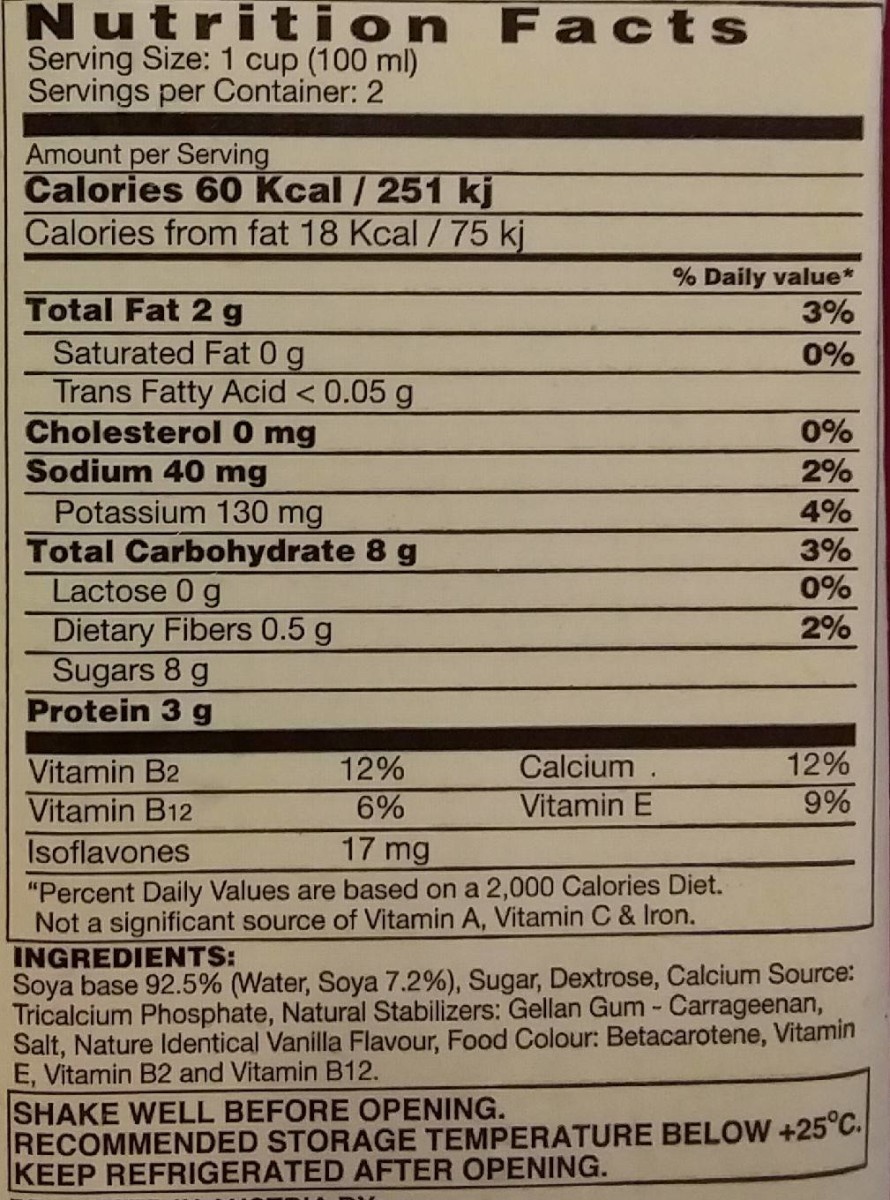 Nutrition Facts
Serving Size: 1 cup (100 ml)
Servings per Container: 2
Amount per Serving
Calories 60 Kcal / 251 kj
Calories from fat 18 Kcal / 75 kj
% Daily value*
Total Fat 2 g 3%
Saturated Fat 0 g 0%
Trans Fatty Acid < 0.05 g
Cholesterol 0 mg 0%
Sodium 40 mg 2%
Potassium 130 mg 4%
Total Carbohydrate 8 g 3%
Lactose 0 g 0%
Dietary Fibers 0.5 g 2%
Sugars 8 g
Protein 3 g
Vitamin B2 12% Calcium . 12%
Vitamin B12 6% Vitamin E 9%
Isoflavones 17 mg
“Percent Daily Values are based on a 2,000 Calories Diet.
Not a significant source of Vitamin A, Vitamin C & Iron.
INGREDIENTS:
Soya base 92.5% (Water, Soya 7.2%), Sugar, Dextrose, Calcium Source:
Tricalcium Phosphate, Natural Stabilizers: Gellan Gum - Carrageenan,
Salt, Nature Identical Vanilla Flavour, Food Colour: Betacarotene, Vitamin
E, Vitamin B2 and Vitamin B12.
SHAKE WELL BEFORE OPENING.
RECOMMENDED STORAGE TEMPERATURE BELOW +25°C.
KEEP REFRIGERATED AFTER OPENING.